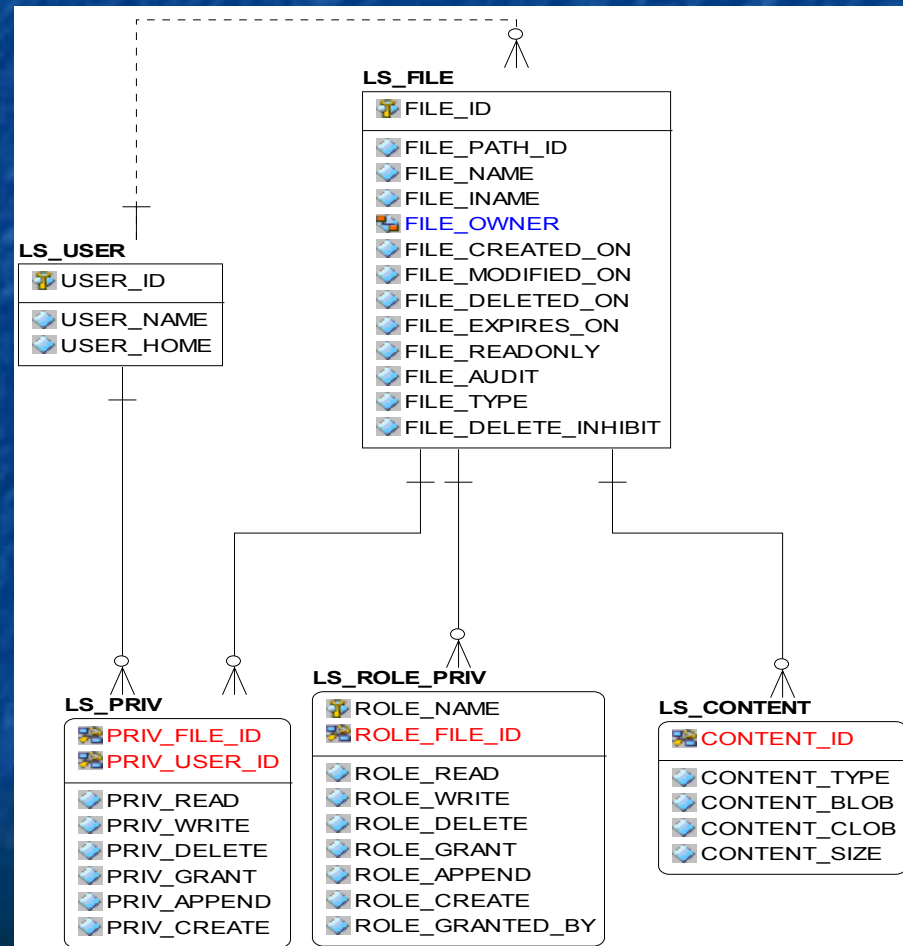 LS_FILE
FILE_ID
FILE_PATH_ID
FILE_NAME
FILE_INAME
FILE_OWNER
FILE_CREATED_ON
FILE_MODIFIED_ON
FILE_DELETED_ON
FILE_EXPIRES_ON
FILE_READONLY
FILE_AUDIT
FILE_TYPE
FILE_DELETE_INHIBIT
LS_USER
USER_ID
USER_NAME
USER_HOME
LS_PRIV
PRIV_FILE_ID
PRIV_USER_ID
PRIV_READ
PRIV_WRITE
PRIV_DELETE
PRIV_GRANT
PRIV_APPEND
PRIV_CREATE
LS_ROLE_PRIV
ROLE_NAME
ROLE_FILE_ID
ROLE_READ
ROLE_WRITE
ROLE_DELETE
ROLE_GRANT
ROLE_APPEND
ROLE_CREATE
ROLE_GRANTED_BY
LS_CONTENT
CONTENT_ID
CONTENT_TYPE
CONTENT_BLOB
CONTENT_CLOB
CONTENT_SIZE